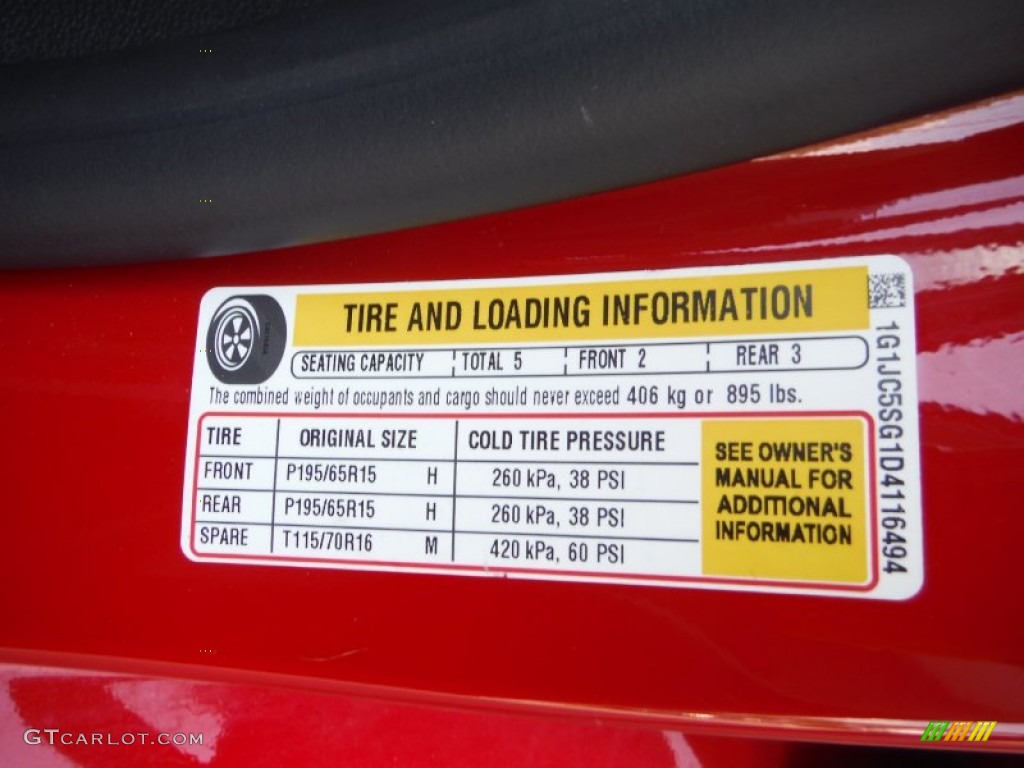 TIRE AND LOADING INFORMATION
SEATING CAPACITY TOTAL 5 FRONT 2 REAR 3
The combined weight of occupants and cargo should never exceed 406 kg or 895 lbs.
TIRE ORIGINAL SIZE COLD TIRE PRESSURE
FRONT P195/65R15 H 260 kPa, 38 PSI
REAR P195/65R15 H 260 kPa, 38 PSI
SPARE T115/70R16 M 420 kPa, 60 PSI
SEE OWNER'S
MANUAL FOR
ADDITIONAL
INFORMATION
1G1JC5SG1D4116494
GTCARLOT.COM